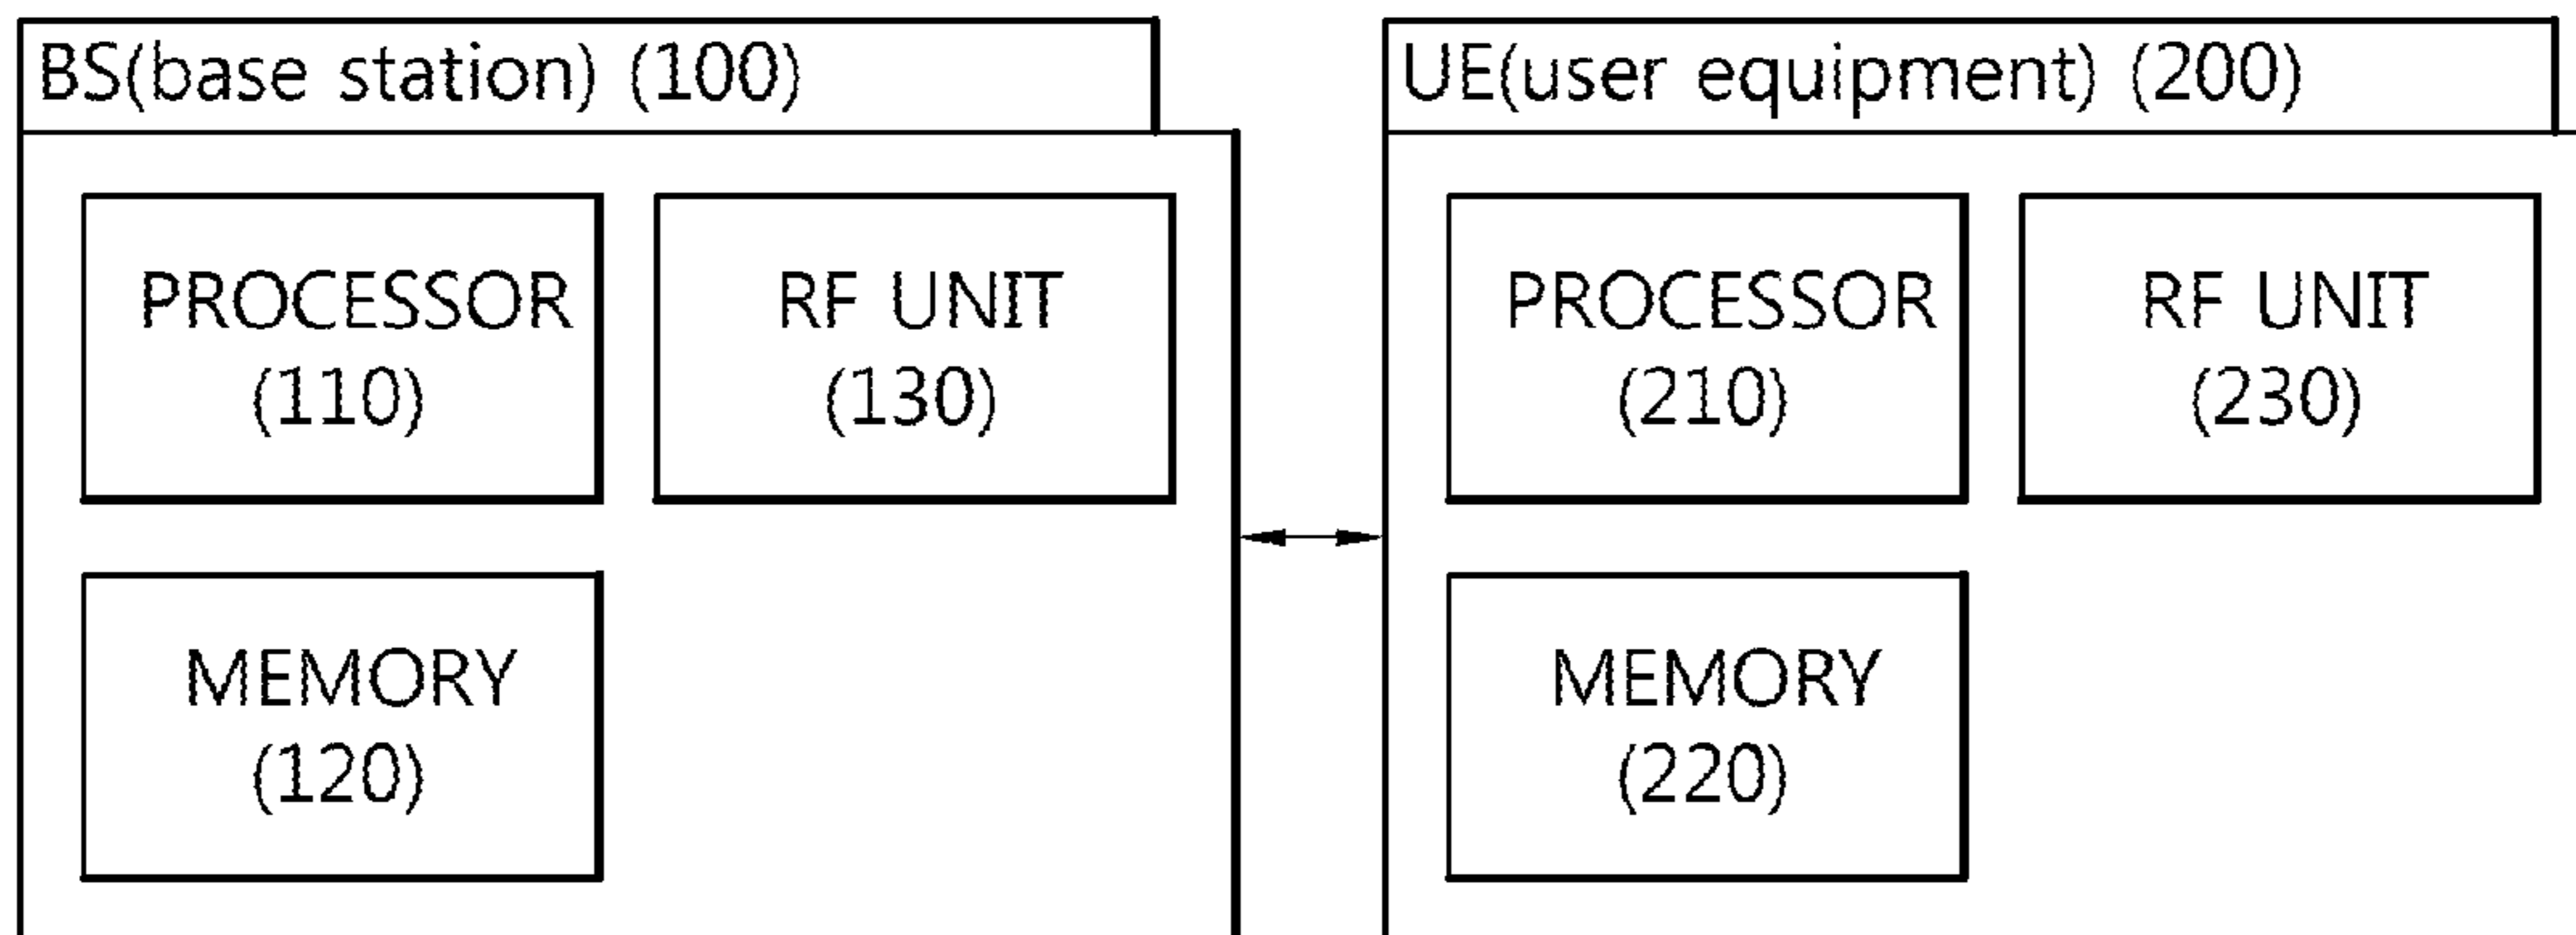 BS(base station) (100)
PROCESSOR
(110)
RF UNIT
(130)
MEMORY
(120)
UE(user equipment) (200)
PROCESSOR
(210)
RF UNIT
(230)
MEMORY
(220)